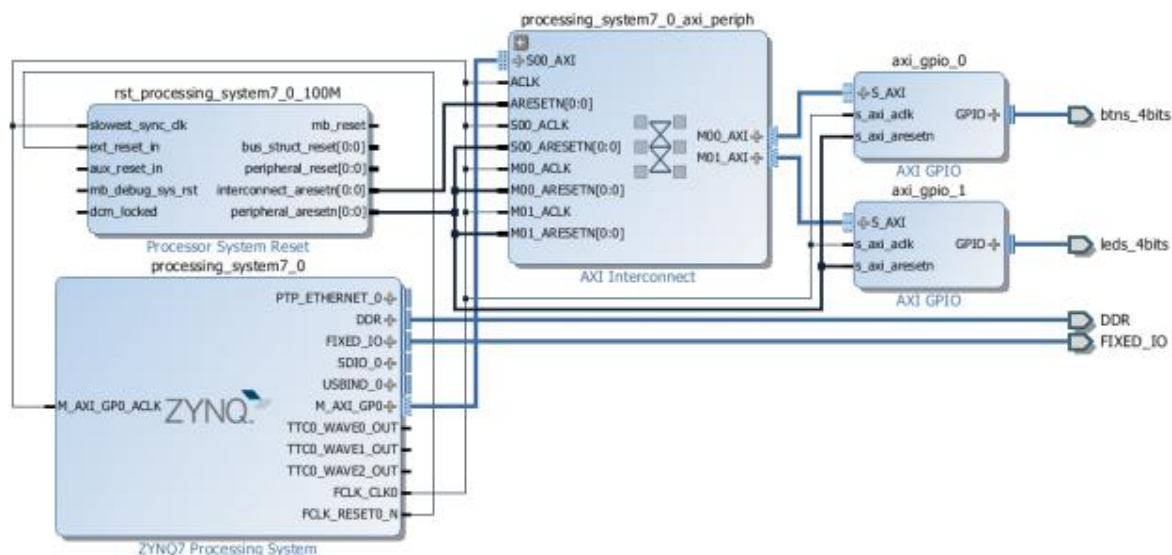 processing_system7_0_axi_periph
S00_AXI
ACLK
ARESETN[0:0]
S00_ACLK
S00_ARESETN[0:0]
M00_ACLK
M00_ARESETN[0:0]
M01_ACLK
M01_ARESETN[0:0]
M00_AXI
M01_AXI
AXI Interconnect
rst_processing_system7_0_100M
slowest_sync_clk
ext_reset_in
aux_reset_in
mb_debug_sys_rst
dcm_locked
mb_reset
bus_struct_reset[0:0]
peripheral_reset[0:0]
interconnect_aresetn[0:0]
peripheral_aresetn[0:0]
Processor System Reset
axi_gpio_0
S_AXI
s_axi_aclk
s_axi_aresetn
GPIO
AXI GPIO
btns_4bits
axi_gpio_1
S_AXI
s_axi_aclk
s_axi_aresetn
GPIO
AXI GPIO
leds_4bits
processing_system7_0
M_AXI_GP0_ACLK
ZYNQ
PTP_ETHERNET_0
DDR
FIXED_IO
SDIO_0
USBIND_0
M_AXI_GP0
TTC0_WAVE0_OUT
TTC0_WAVE1_OUT
TTC0_WAVE2_OUT
FCLK_CLK0
FCLK_RESET0_N
ZYNQ7 Processing System
DDR
FIXED_IO